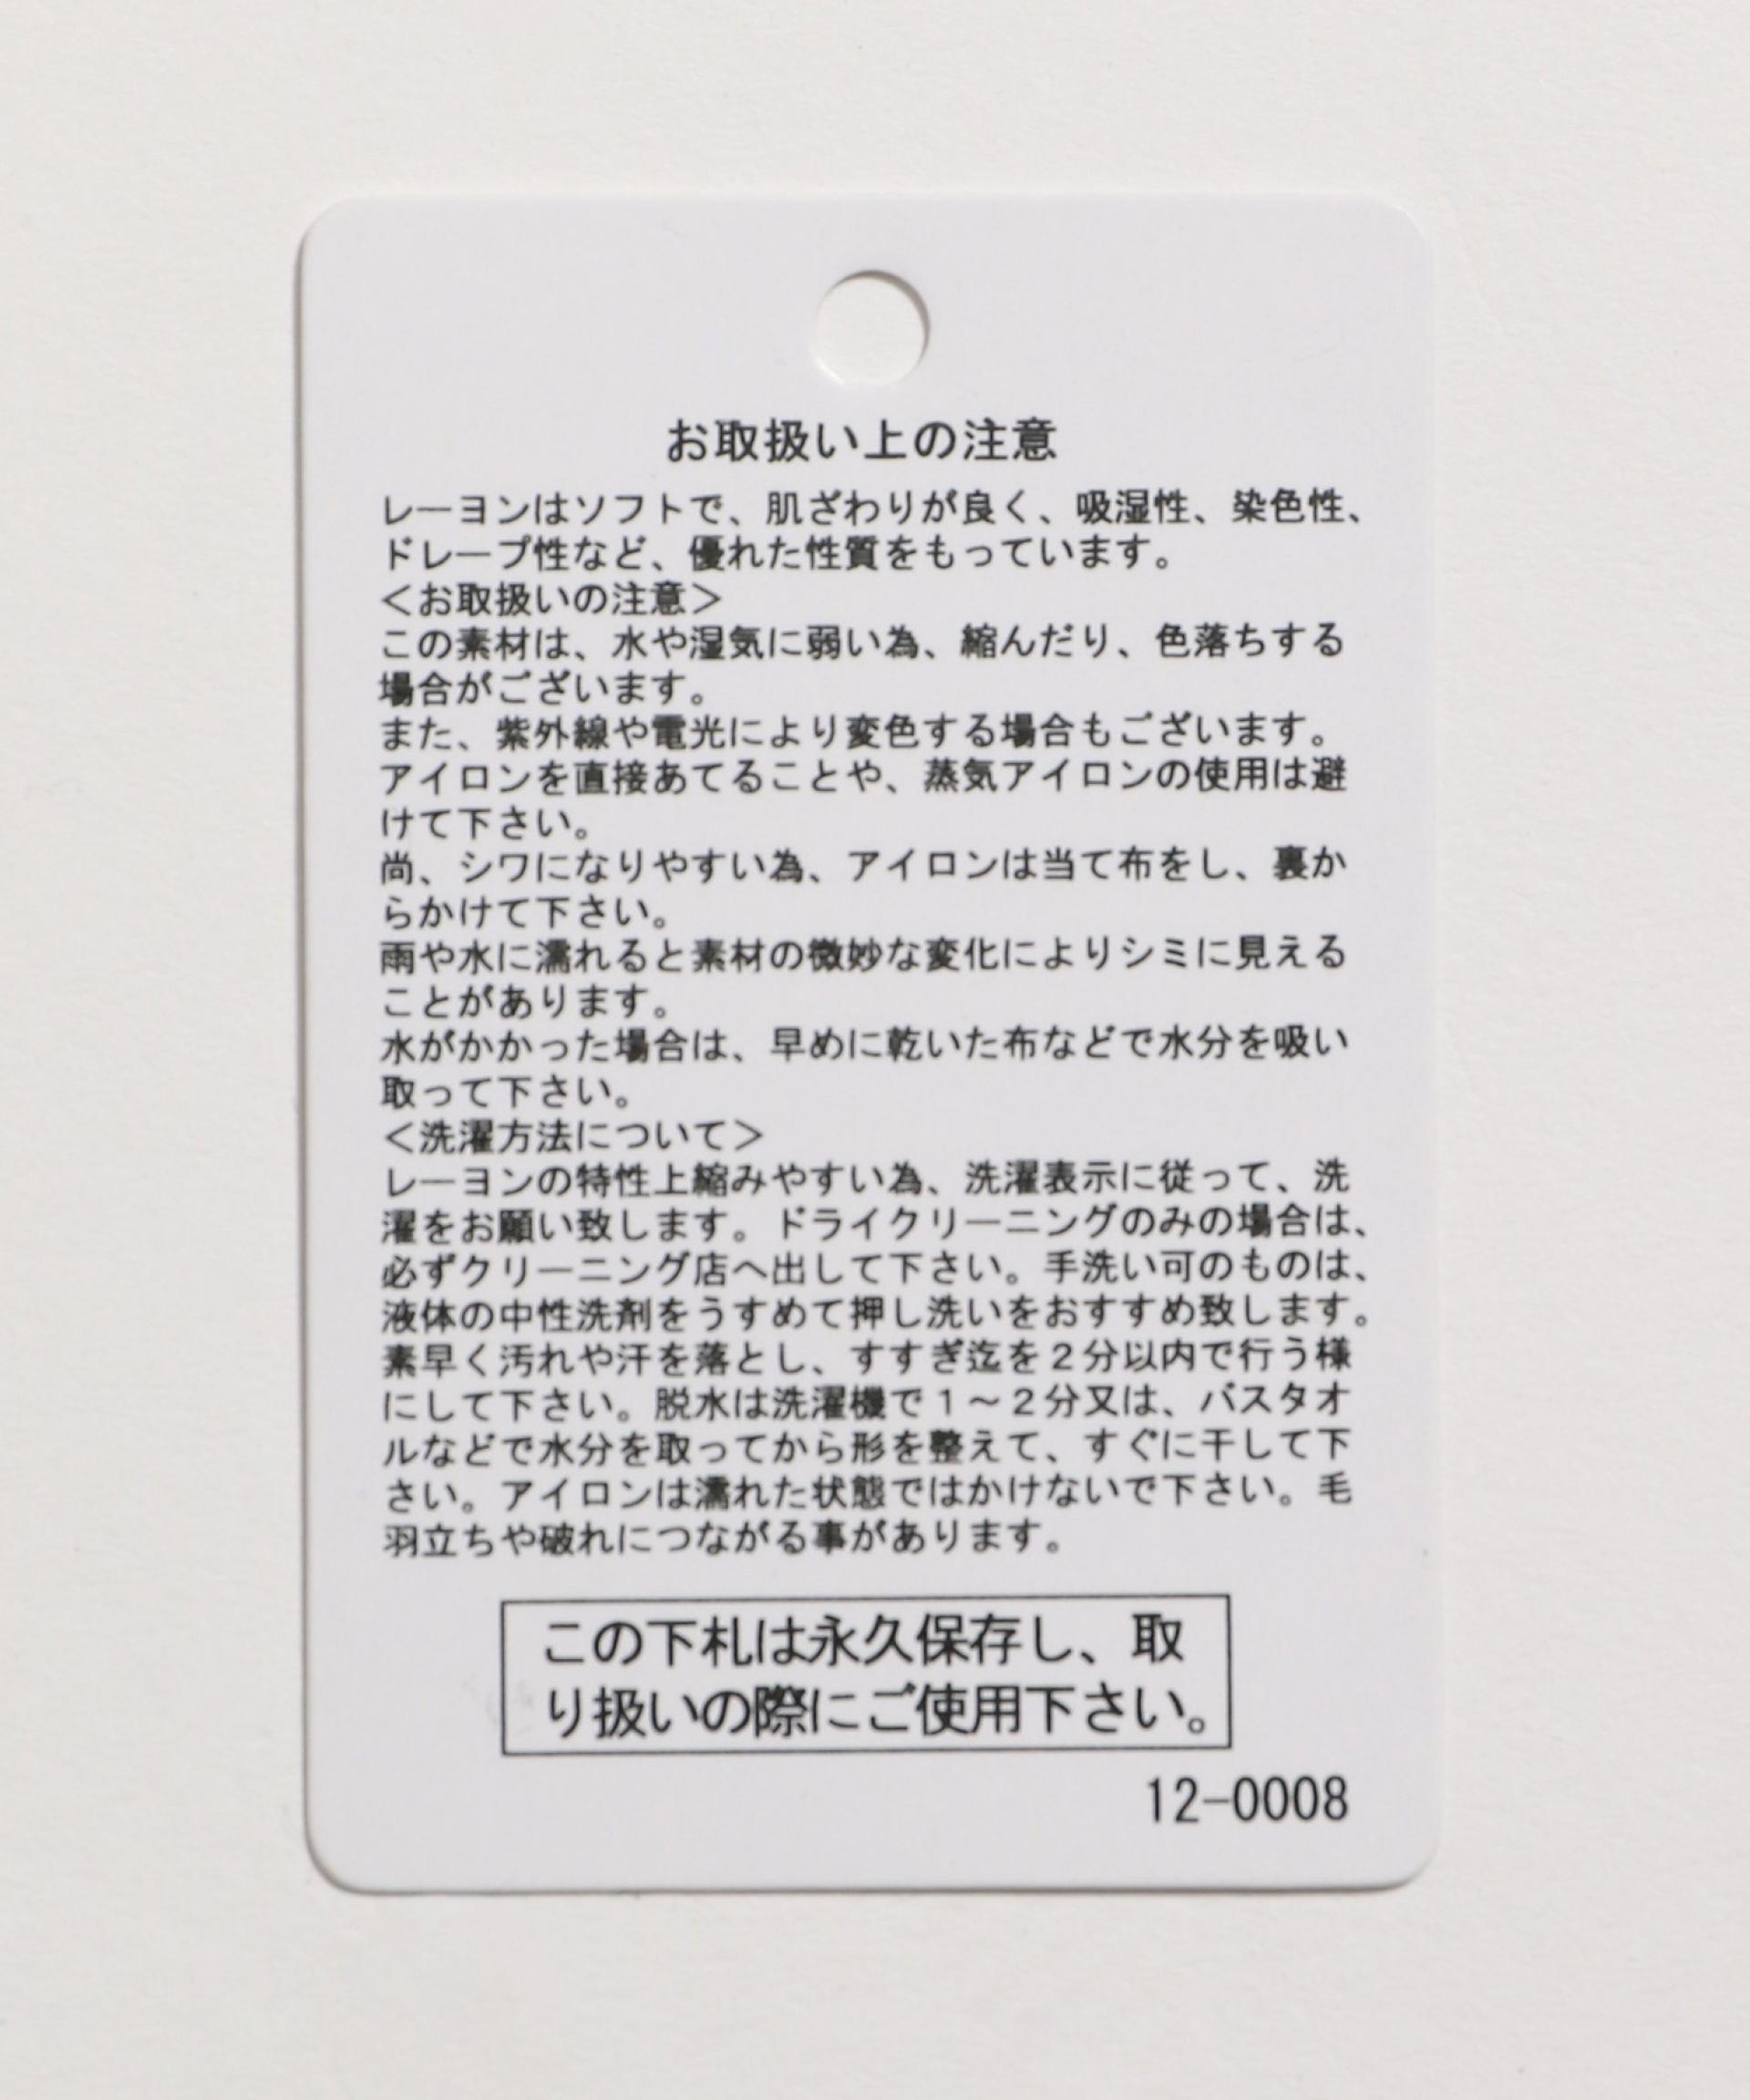 お取扱い上の注意
レーヨンはソフトで、肌ざわりが良く、吸湿性、染色性、
ドレープ性など、優れた性質をもっています。
＜お取扱いの注意＞
この素材は、水や湿気に弱い為、縮んだり、色落ちする
場合がございます。
また、紫外線や電光により変色する場合もございます。
アイロンを直接あてることや、蒸気アイロンの使用は避
けて下さい。
尚、シワになりやすい為、アイロンは当て布をし、裏か
らかけて下さい。
雨や水に濡れると素材の微妙な変化によりシミに見える
ことがあります。
水がかかった場合は、早めに乾いた布などで水分を吸い
取って下さい。
＜洗濯方法について＞
レーヨンの特性上縮みやすい為、洗濯表示に従って、洗
濯をお願い致します。ドライクリーニングのみの場合は、
必ずクリーニング店へ出して下さい。手洗い可のものは、
液体の中性洗剤をうすめて押し洗いをおすすめ致します。
素早く汚れや汗を落とし、すすぎ迄を２分以内で行う様
にして下さい。脱水は洗濯機で１～２分又は、バスタオ
ルなどで水分を取ってから形を整えて、すぐに干して下
さい。アイロンは濡れた状態ではかけないで下さい。毛
羽立ちや破れにつながる事があります。
この下札は永久保存し、取
り扱いの際にご使用下さい。
12-0008